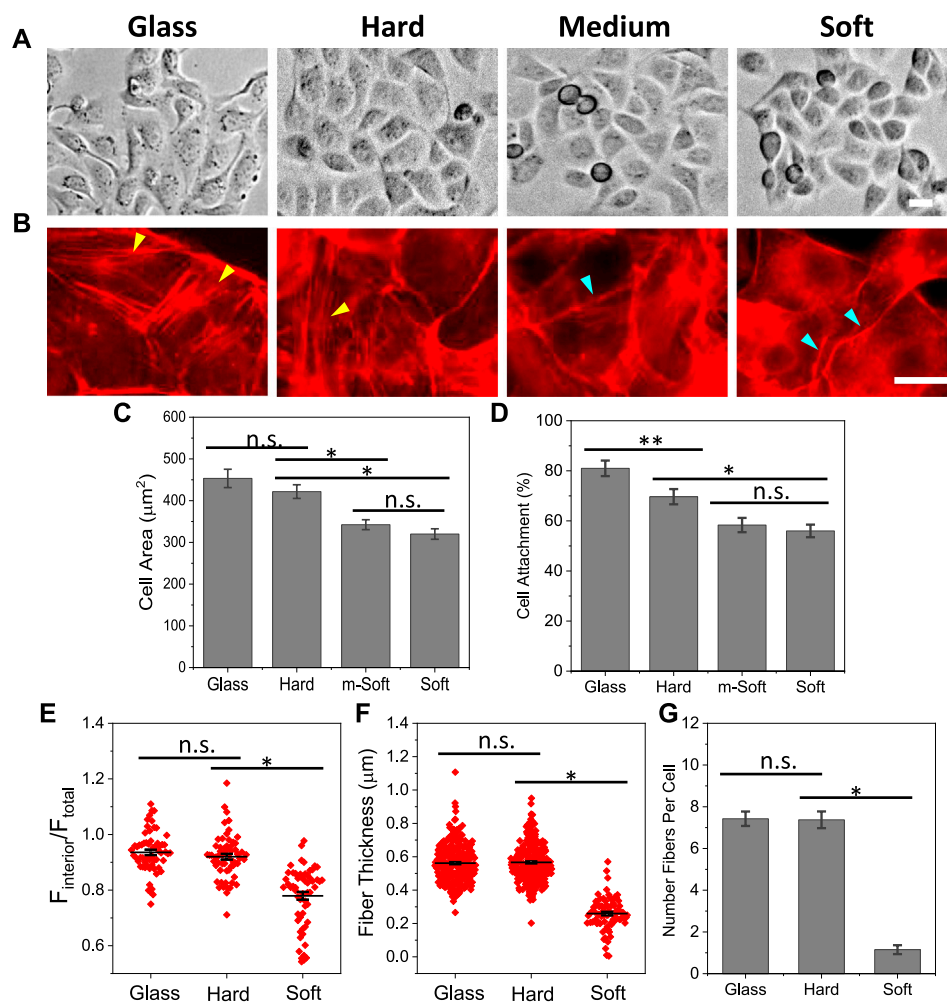 Glass Hard Medium Soft
A
B
C
600
500
400
300
200
100
0
Cell Area (μm²)
n.s.
*
*
n.s.
Glass Hard m-Soft Soft
D
100
80
60
40
20
0
Cell Attachment (%)
**
*
n.s.
Glass Hard m-Soft Soft
E
1.4
1.2
1.0
0.8
0.6
F_interior/F_total
n.s.
*
Glass Hard Soft
F
1.4
1.2
1.0
0.8
0.6
0.4
0.2
0.0
Fiber Thickness (μm)
n.s.
*
Glass Hard Soft
G
12
10
8
6
4
2
0
Number Fibers Per Cell
n.s.
*
Glass Hard Soft